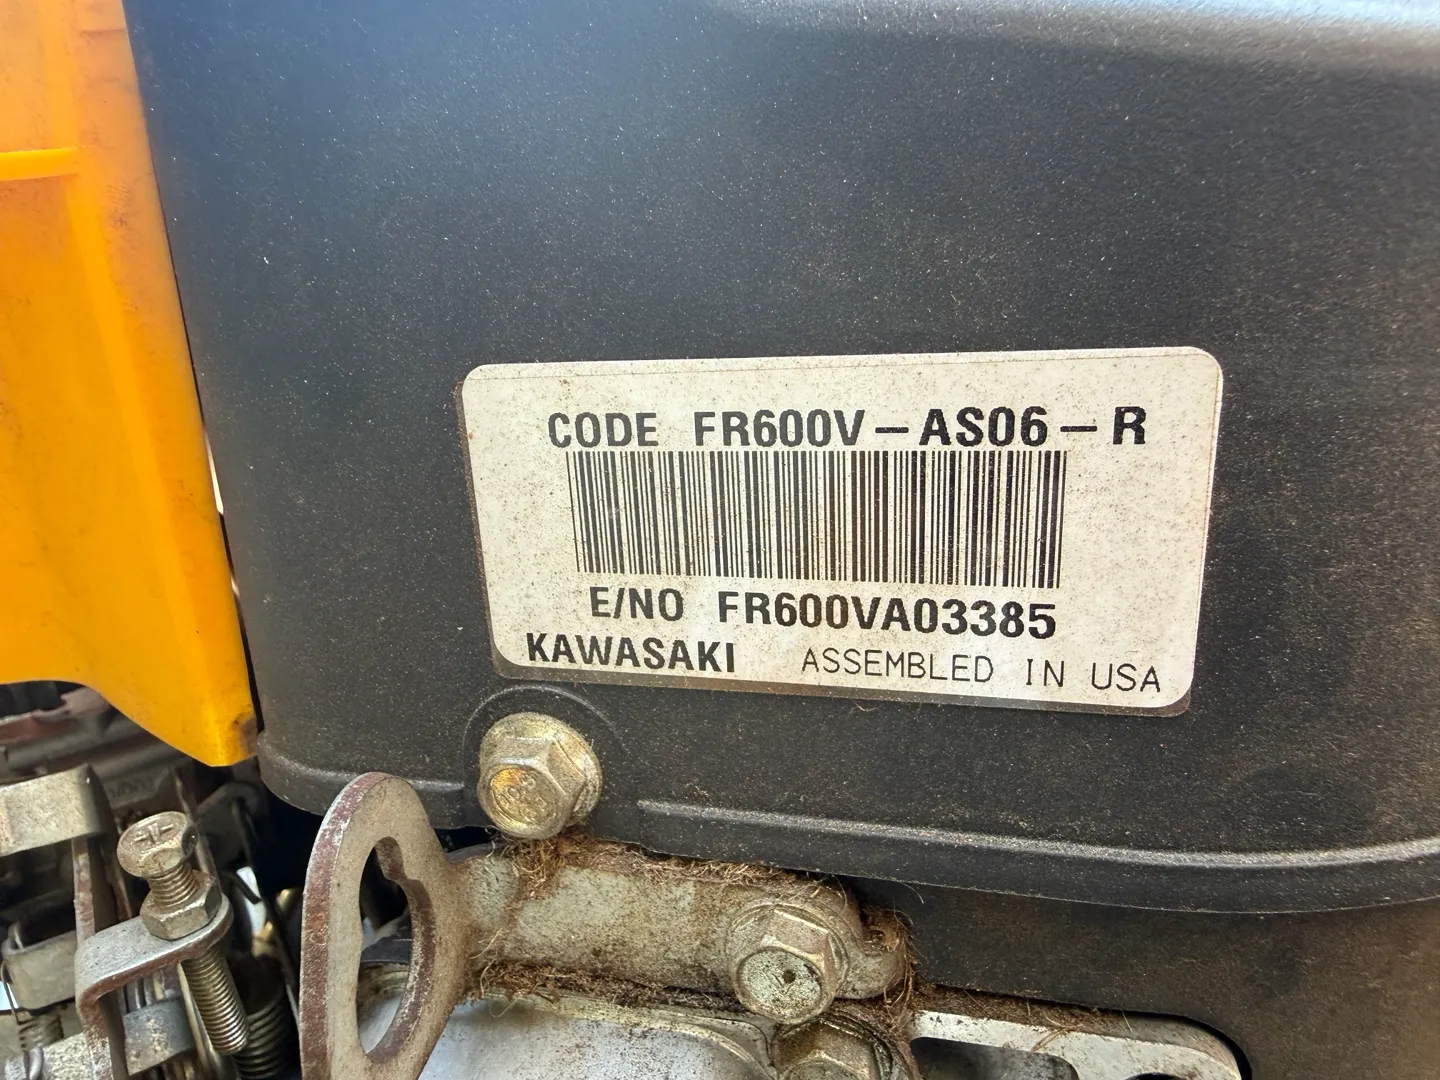 CODE FR600V-AS06-R
E/NO FR600VA03385
KAWASAKI ASSEMBLED IN USA